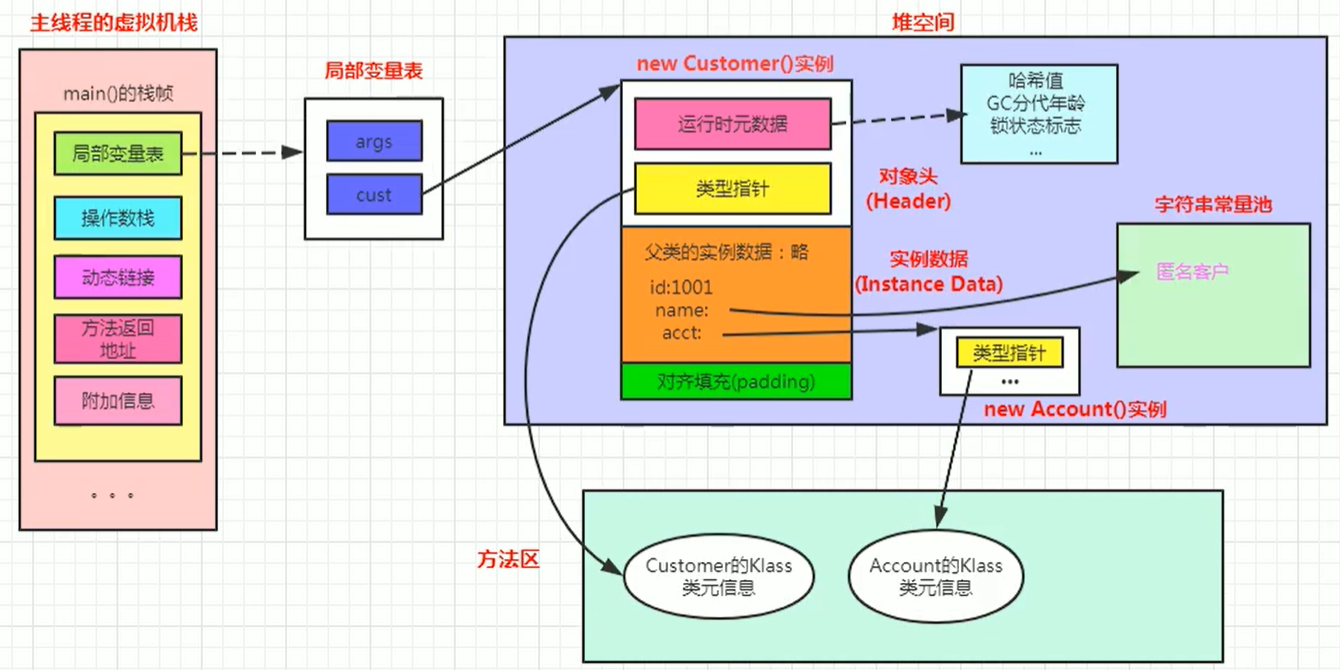 主线程的虚拟机栈
main()的栈帧
局部变量表
操作数栈
动态链接
方法返回
地址
附加信息
。。。
局部变量表
args
cust
堆空间
new Customer()实例
运行时元数据
类型指针
哈希值
GC分代年龄
锁状态标志
...
对象头
(Header)
父类的实例数据：略
id:1001
name:
acct:
实例数据
(Instance Data)
对齐填充(padding)
字符串常量池
匿名客户
类型指针
...
new Account()实例
方法区
Customer的Klass
类元信息
Account的Klass
类元信息